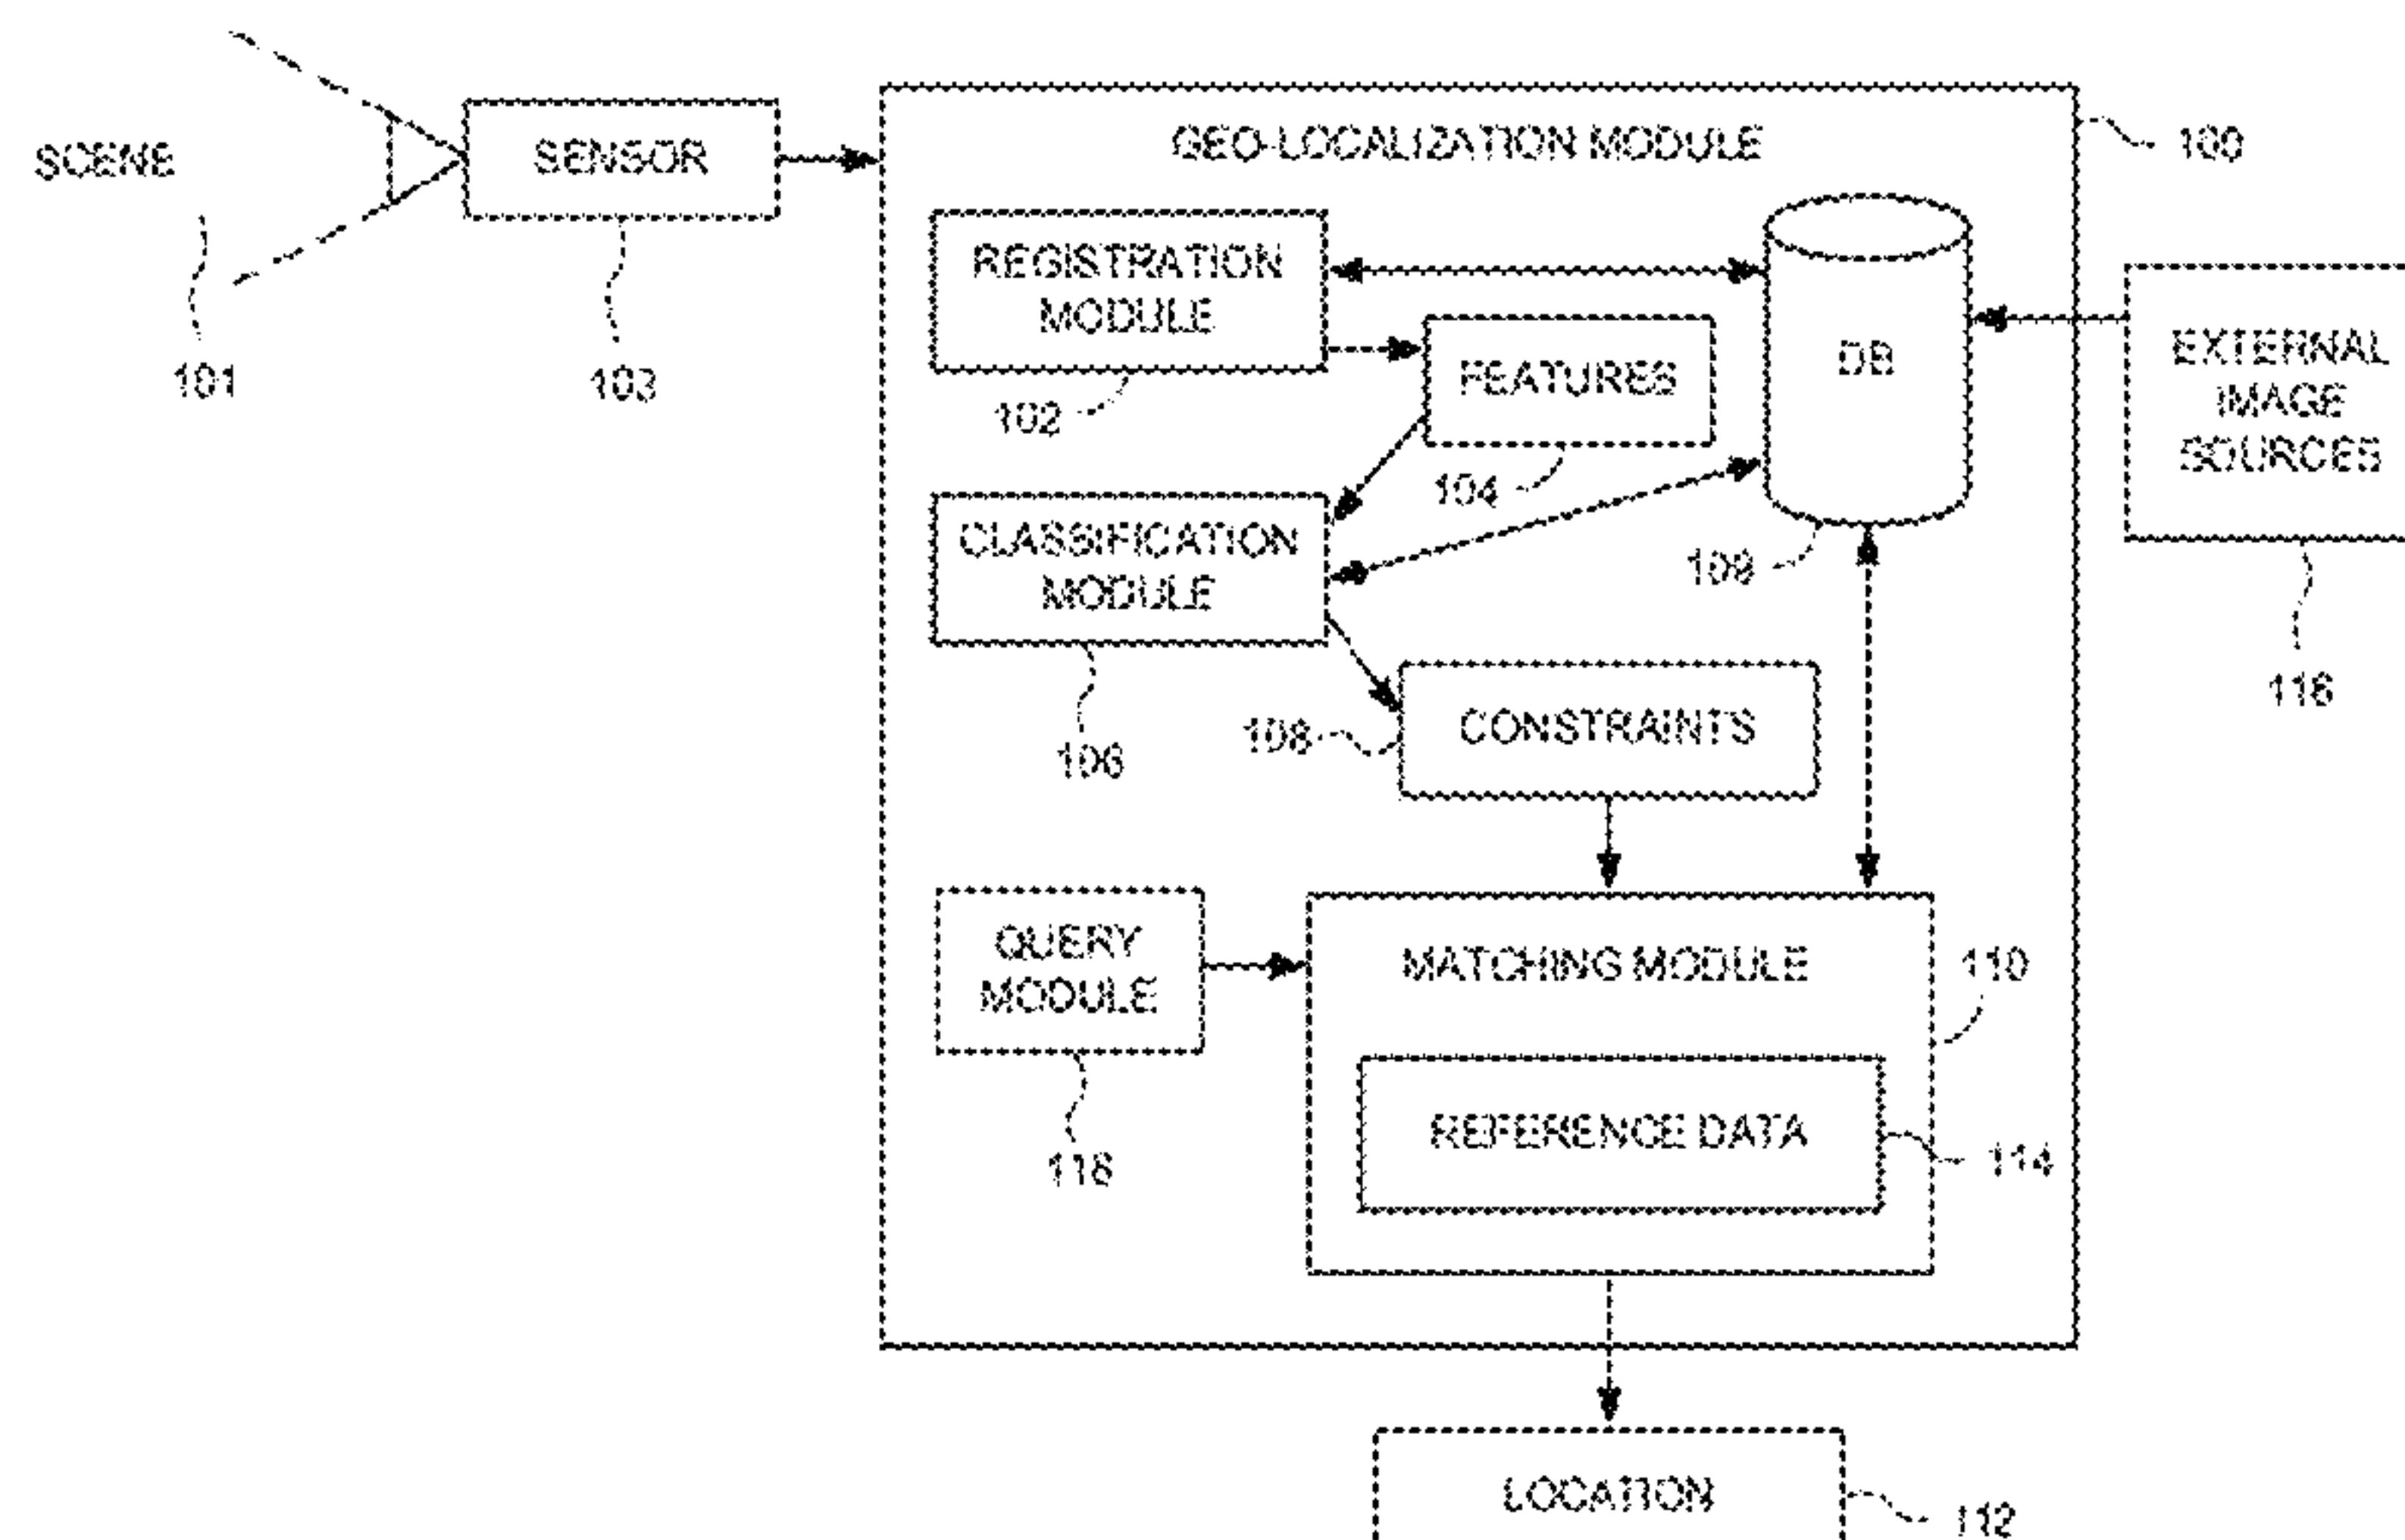 SCENE
SENSOR
GEO-LOCALIZATION MODULE
100
REGISTRATION
MODULE
101
103
102
FEATURES
DB
EXTERNAL
IMAGE
SOURCES
104
CLASSIFICATION
MODULE
109
116
106
108
CONSTRAINTS
QUERY
MODULE
MATCHING MODULE
110
REFERENCE DATA
114
116
LOCATION
112